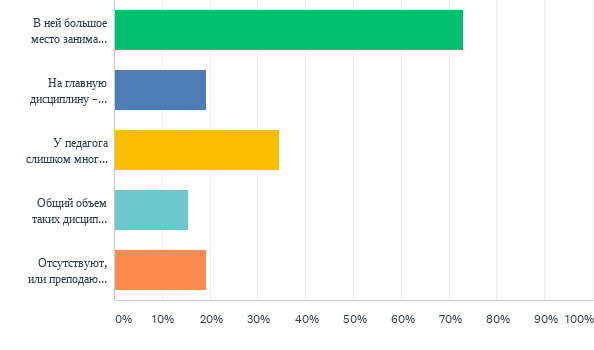 В ней большое
место занима...
На главную
дисциплину –...
У педагога
слишком мног...
Общий объем
таких дисцип...
Отсутствуют,
или преподаю...
0% 10% 20% 30% 40% 50% 60% 70% 80% 90% 100%